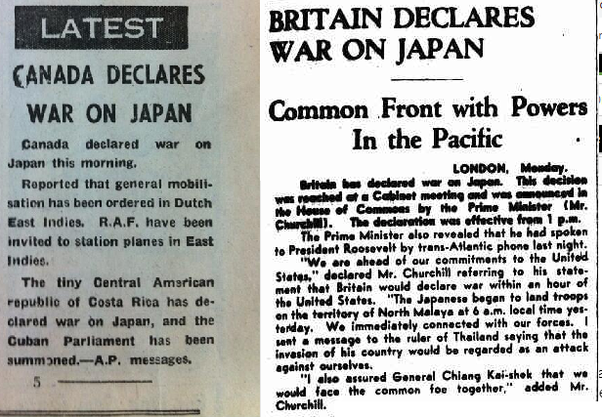 LATEST
CANADA DECLARES
WAR ON JAPAN
Canada declared war on
Japan this morning.
Reported that general mobili-
sation has been ordered in Dutch
East Indies. R.A.F. have been
invited to station planes in East
Indies.
The tiny Central American
republic of Costa Rica has de-
clared war on Japan, and the
Cuban Parliament has been
summoned.—A.P. messages.
5
BRITAIN DECLARES
WAR ON JAPAN
Common Front with Powers
In the Pacific
LONDON, Monday.
Britain has declared war on Japan. This decision
was reached at a Cabinet meeting and was announced in
the House of Commons by the Prime Minister (Mr.
Churchill). The declaration was effective from 1 p.m.
The Prime Minister also revealed that he had spoken
to President Roosevelt by trans-Atlantic phone last night.
"We are ahead of our commitments to the United
States," declared Mr. Churchill referring to his state-
ment that Britain would declare war within an hour of
the United States. "The Japanese began to land troops
on the territory of North Malaya at 6 a.m. local time yes-
terday. We immediately connected with our forces. I
sent a message to the ruler of Thailand saying that the
invasion of his country would be regarded as an attack
against ourselves.
"I also assured General Chiang Kai-shek that we
would face the common foe together," added Mr.
Churchill.